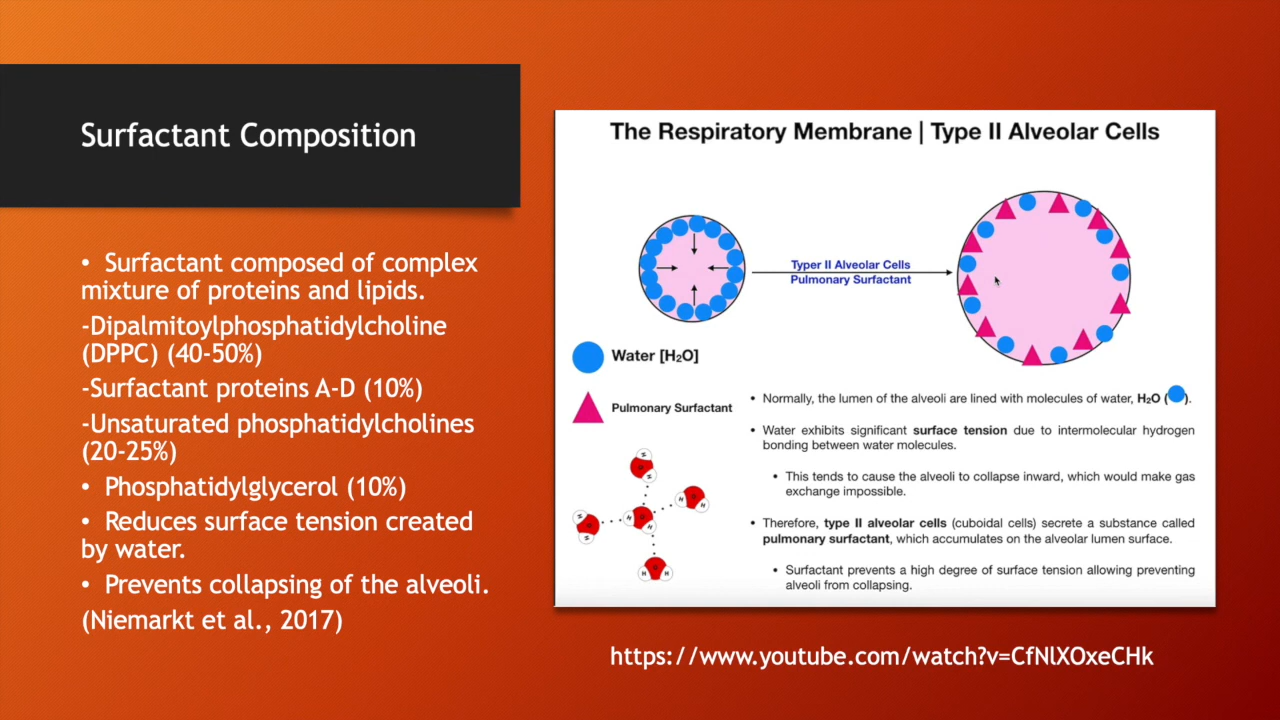 Surfactant Composition
• Surfactant composed of complex
mixture of proteins and lipids.
-Dipalmitoylphosphatidylcholine
(DPPC) (40-50%)
-Surfactant proteins A-D (10%)
-Unsaturated phosphatidylcholines
(20-25%)
• Phosphatidylglycerol (10%)
• Reduces surface tension created
by water.
• Prevents collapsing of the alveoli.
(Niemarkt et al., 2017)
The Respiratory Membrane | Type II Alveolar Cells
Typer II Alveolar Cells
Pulmonary Surfactant
Water [H₂O]
Pulmonary Surfactant
H
H
O
H
H
O
H
O
H
O
H
H
O
H
H
• Normally, the lumen of the alveoli are lined with molecules of water, H₂O ( ).
• Water exhibits significant surface tension due to intermolecular hydrogen
bonding between water molecules.
• This tends to cause the alveoli to collapse inward, which would make gas
exchange impossible.
• Therefore, type II alveolar cells (cuboidal cells) secrete a substance called
pulmonary surfactant, which accumulates on the alveolar lumen surface.
• Surfactant prevents a high degree of surface tension allowing preventing
alveoli from collapsing.
https://www.youtube.com/watch?v=CfNlXOxeCHk